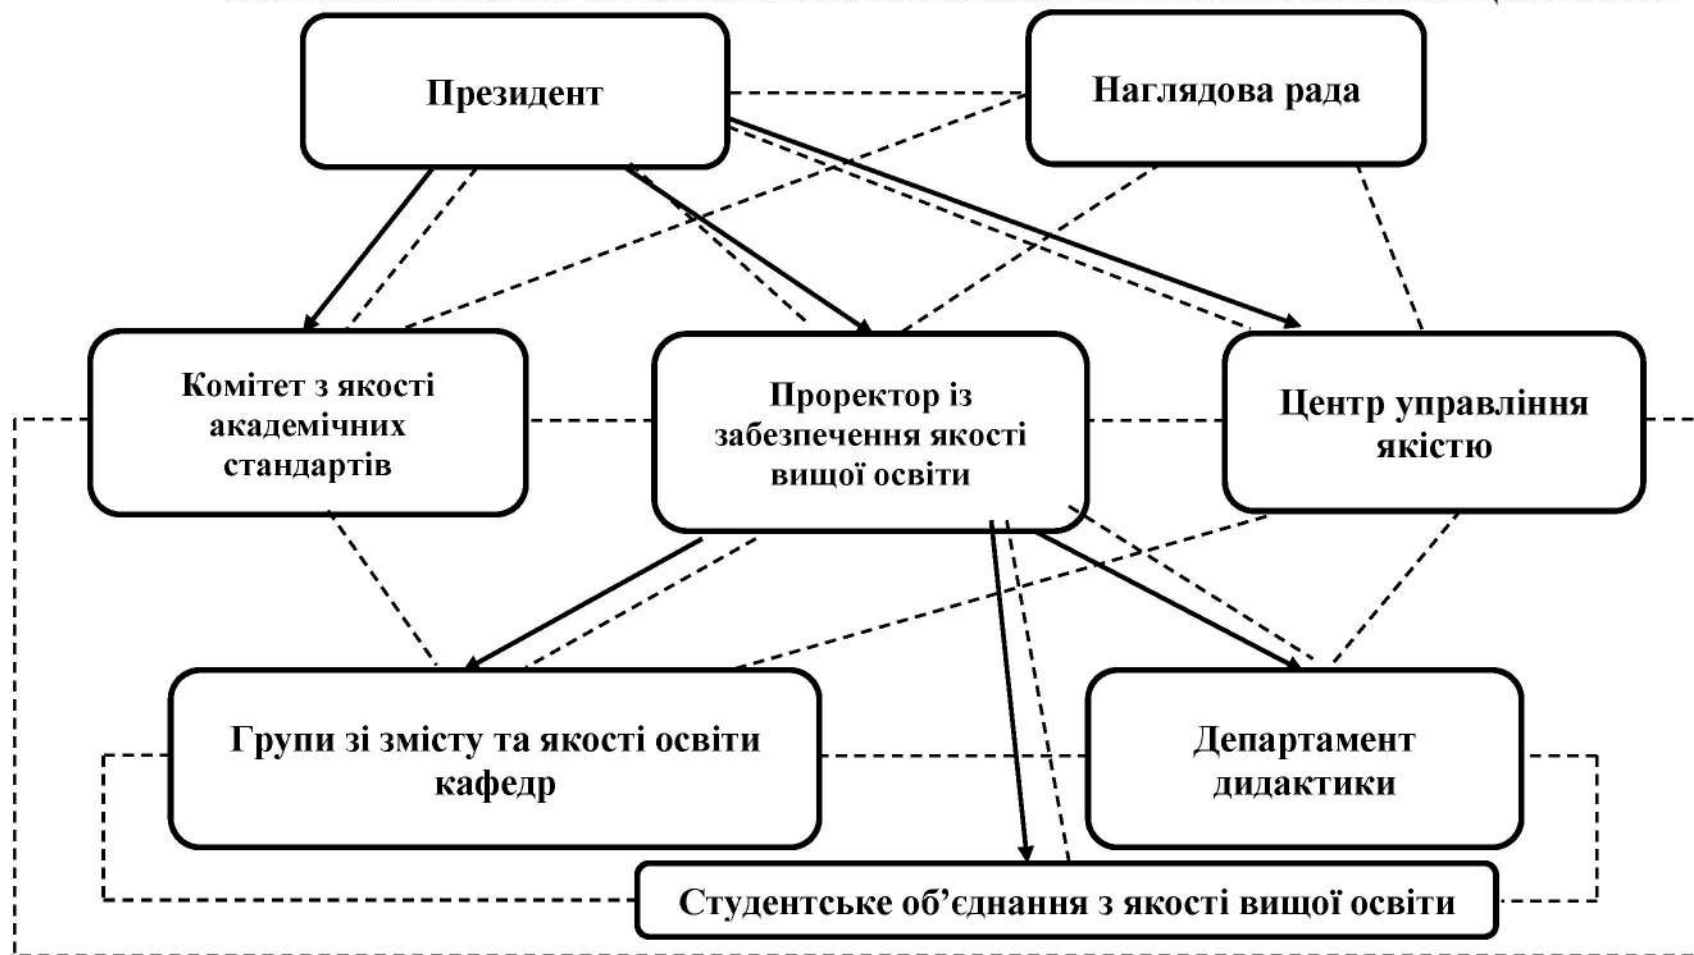 Президент
Наглядова рада
Комітет з якості
академічних
стандартів
Проректор із
забезпечення якості
вищої освіти
Центр управління
якістю
Групи зі змісту та якості освіти
кафедр
Департамент
дидактики
Студентське об’єднання з якості вищої освіти